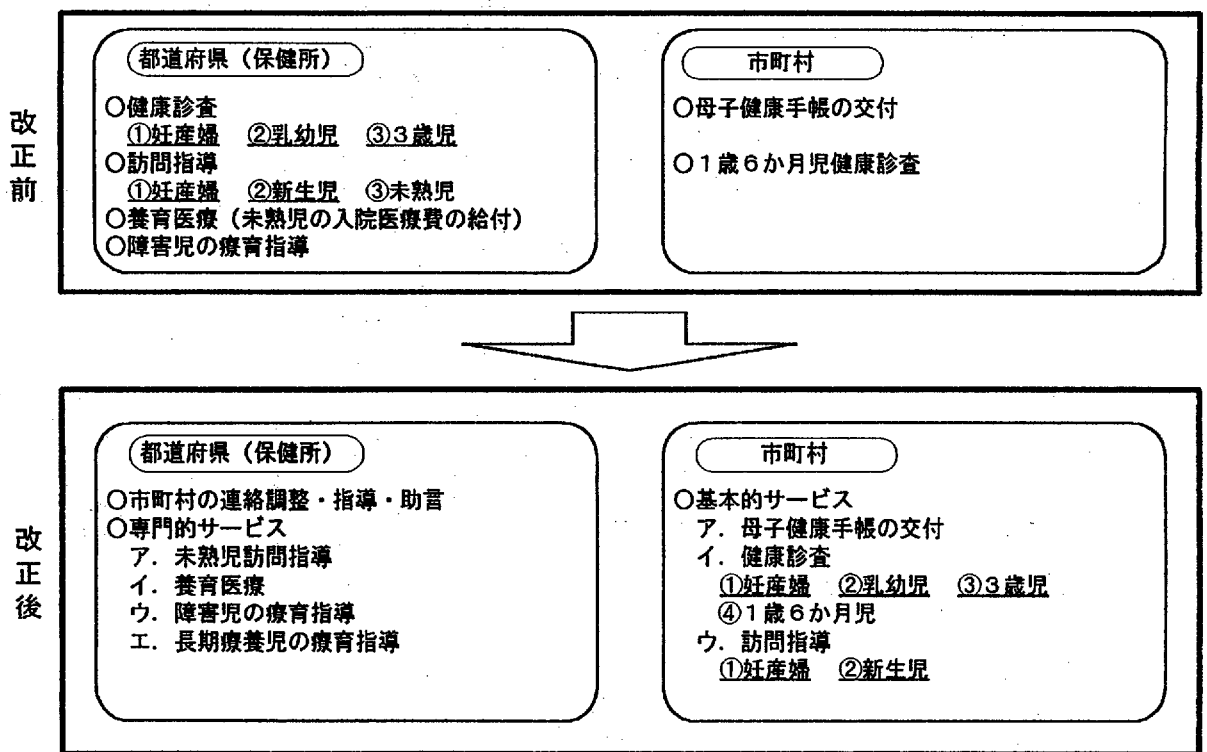 改正前
都道府県（保健所）
〇健康診査
①妊産婦　②乳幼児　③３歳児
〇訪問指導
①妊産婦　②新生児　③未熟児
〇養育医療（未熟児の入院医療費の給付）
〇障害児の療育指導
市町村
〇母子健康手帳の交付
〇１歳６か月児健康診査
改正後
都道府県（保健所）
〇市町村の連絡調整・指導・助言
〇専門的サービス
ア．未熟児訪問指導
イ．養育医療
ウ．障害児の療育指導
エ．長期療養児の療育指導
市町村
〇基本的サービス
ア．母子健康手帳の交付
イ．健康診査
①妊産婦　②乳幼児　③３歳児
④１歳６か月児
ウ．訪問指導
①妊産婦　②新生児